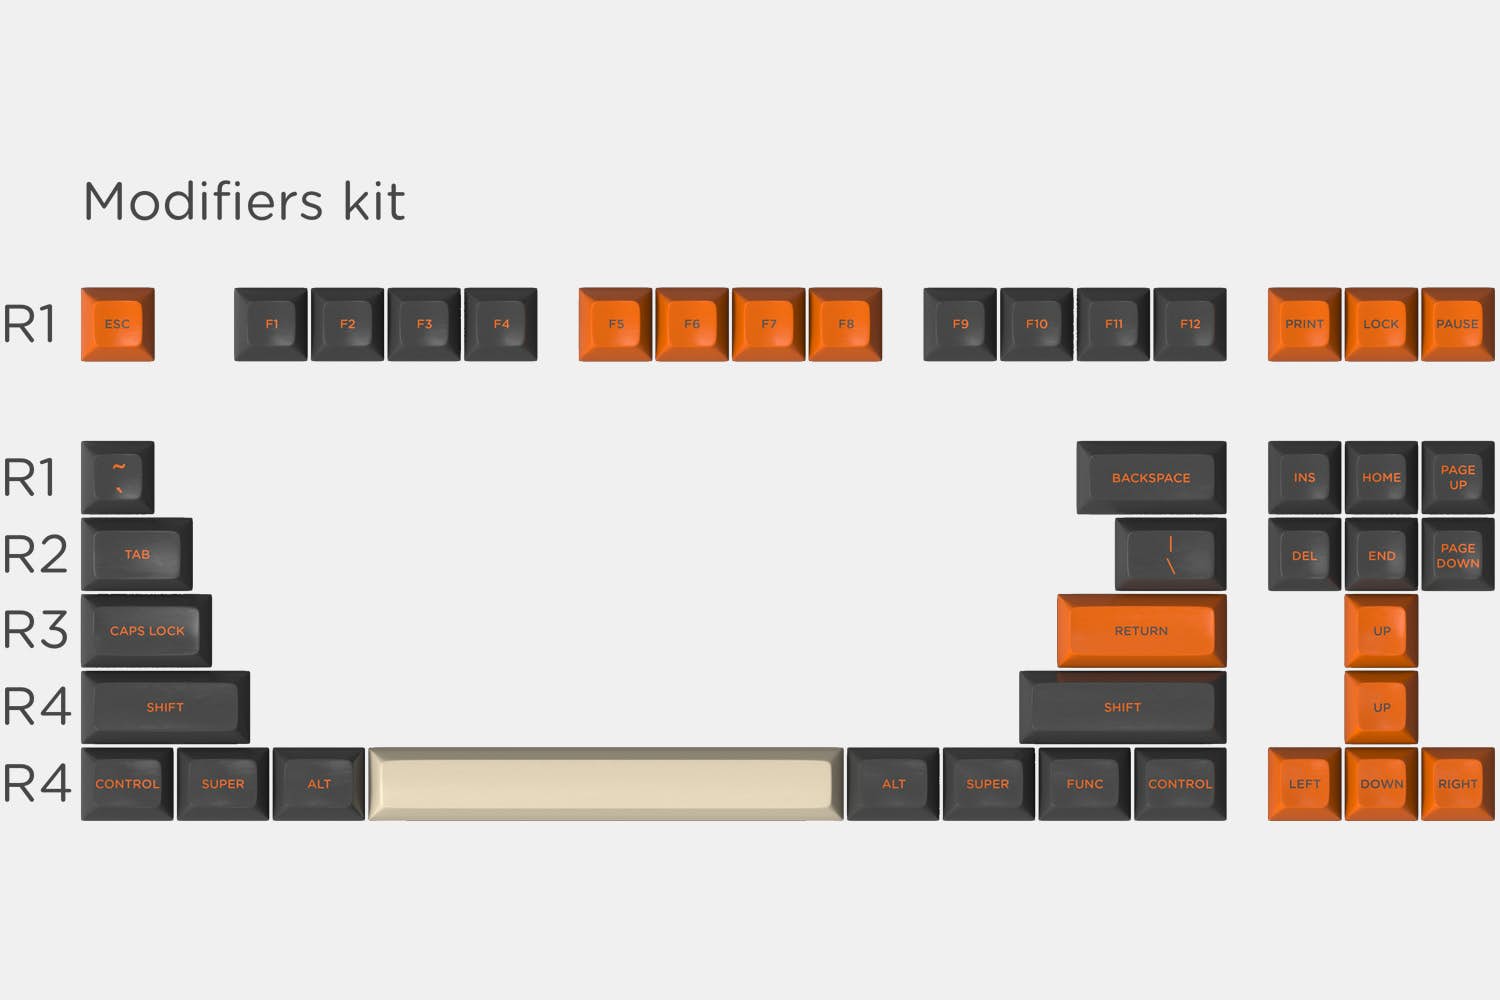 Modifiers kit
R1 ESC F1 F2 F3 F4 F5 F6 F7 F8 F9 F10 F11 F12 PRINT LOCK PAUSE
R1 ~ ` BACKSPACE INS HOME PAGE UP
R2 TAB | \ DEL END PAGE DOWN
R3 CAPS LOCK RETURN UP
R4 SHIFT SHIFT UP
R4 CONTROL SUPER ALT ALT SUPER FUNC CONTROL LEFT DOWN RIGHT